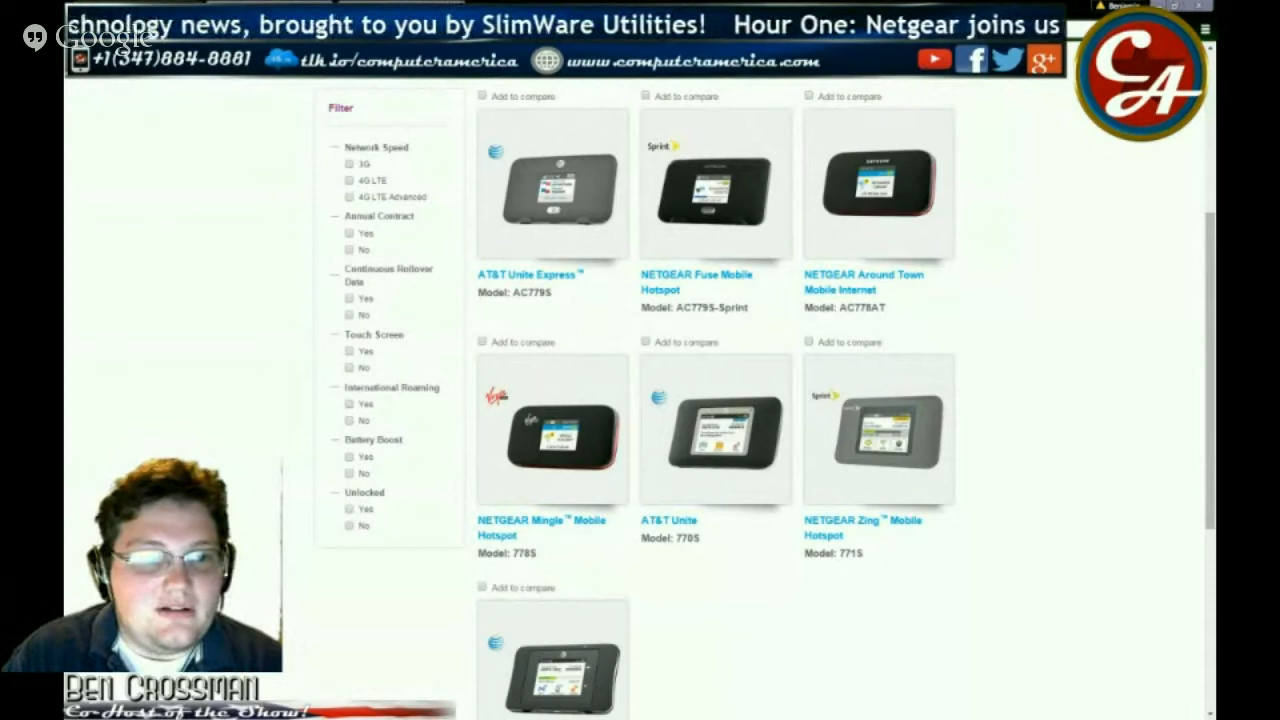 chnology news, brought to you by SlimWare Utilities!   Hour One: Netgear joins us
Google
+1(347)884-8881 tlk.io/computeramerica www.computeramerica.com
CA
Filter
Network Speed
3G
4G LTE
4G LTE Advanced
Annual Contract
Yes
No
Continuous Rollover
Data
Yes
No
Touch Screen
Yes
No
International Roaming
Yes
No
Battery Boost
Yes
No
Unlocked
Yes
No
Add to compare
Add to compare
Add to compare
Sprint
NETGEAR
AT&T Unite Express™
Model: AC779S
NETGEAR Fuse Mobile
Hotspot
Model: AC779S-Sprint
NETGEAR Around Town
Mobile Internet
Model: AC778AT
Add to compare
Add to compare
Add to compare
Virgin
Sprint
NETGEAR Mingle™ Mobile
Hotspot
Model: 778S
AT&T Unite
Model: 770S
NETGEAR Zing™ Mobile
Hotspot
Model: 771S
Add to compare
Ben Crossman
Co-Host of the Show!